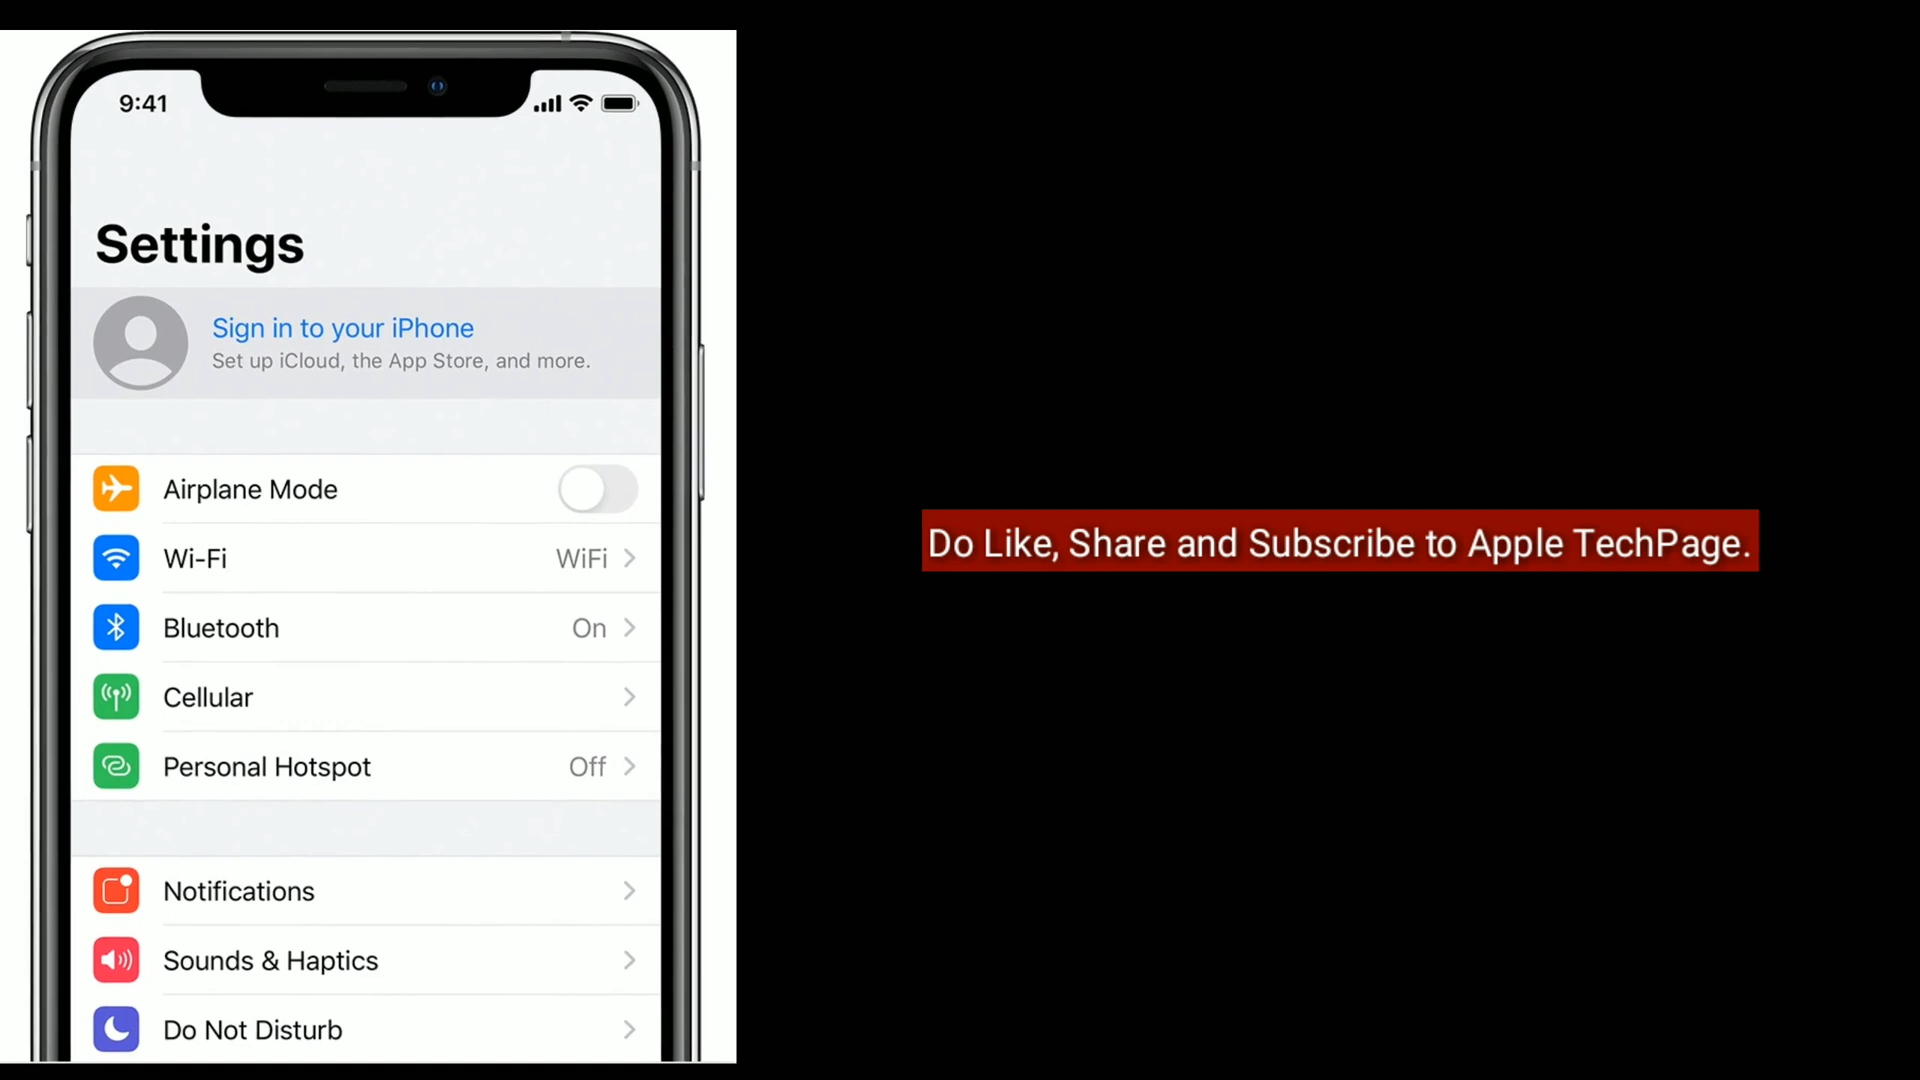 9:41
Settings
Sign in to your iPhone
Set up iCloud, the App Store, and more.
Airplane Mode
Wi-Fi WiFi
Bluetooth On
Cellular
Personal Hotspot Off
Do Like, Share and Subscribe to Apple TechPage.
Notifications
Sounds & Haptics
Do Not Disturb